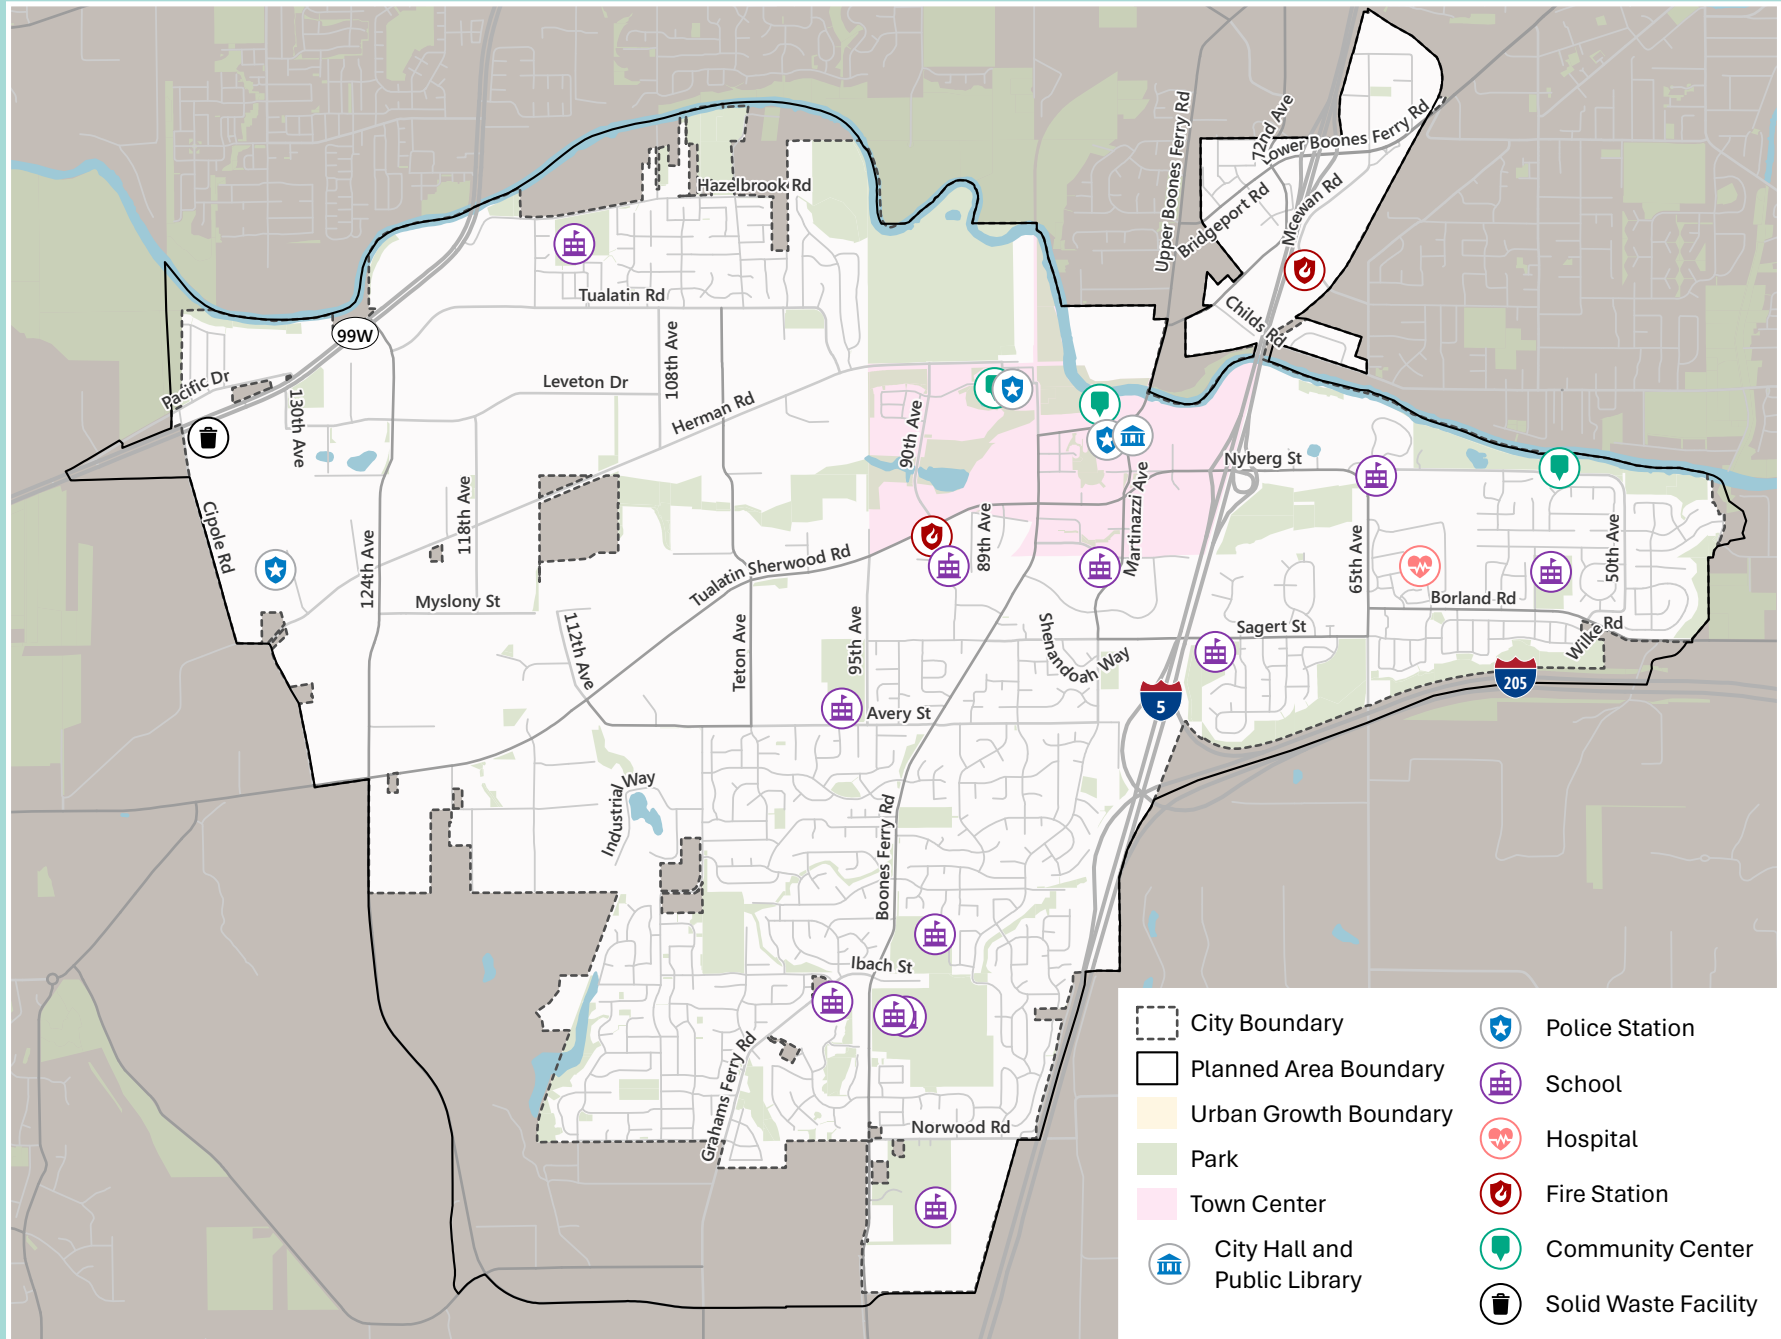 Upper Boones Ferry Rd
72nd Ave
Lower Boones Ferry Rd
Hazelbrook Rd
Bridgeport Rd
Mcewan Rd
Tualatin Rd
Childs Rd
99W
108th Ave
Pacific Dr
130th Ave
Leveton Dr
Herman Rd
90th Ave
Nyberg St
Martinazzi Ave
Cipole Rd
118th Ave
124th Ave
89th Ave
65th Ave
50th Ave
Tualatin Sherwood Rd
Myslony St
Borland Rd
112th Ave
Teton Ave
95th Ave
Shenandoah Way
Sagert St
Wilke Rd
205
5
Avery St
Industrial Way
Boones Ferry Rd
Ibach St
Grahams Ferry Rd
Norwood Rd
City Boundary
Planned Area Boundary
Urban Growth Boundary
Park
Town Center
City Hall and
Public Library
Police Station
School
Hospital
Fire Station
Community Center
Solid Waste Facility